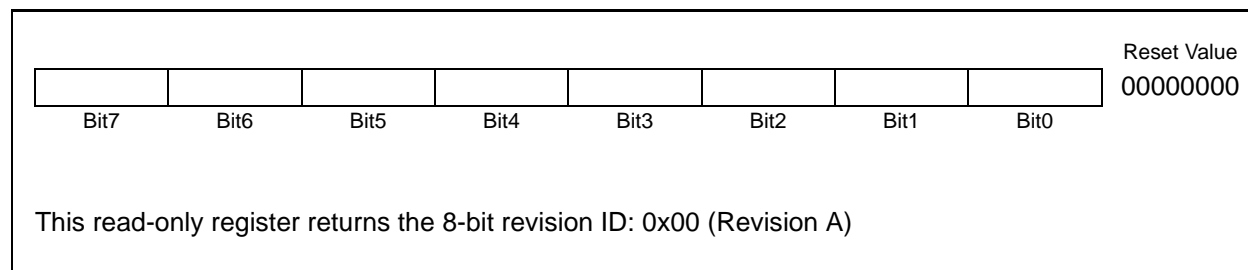 Reset Value
00000000
Bit7 Bit6 Bit5 Bit4 Bit3 Bit2 Bit1 Bit0
This read-only register returns the 8-bit revision ID: 0x00 (Revision A)